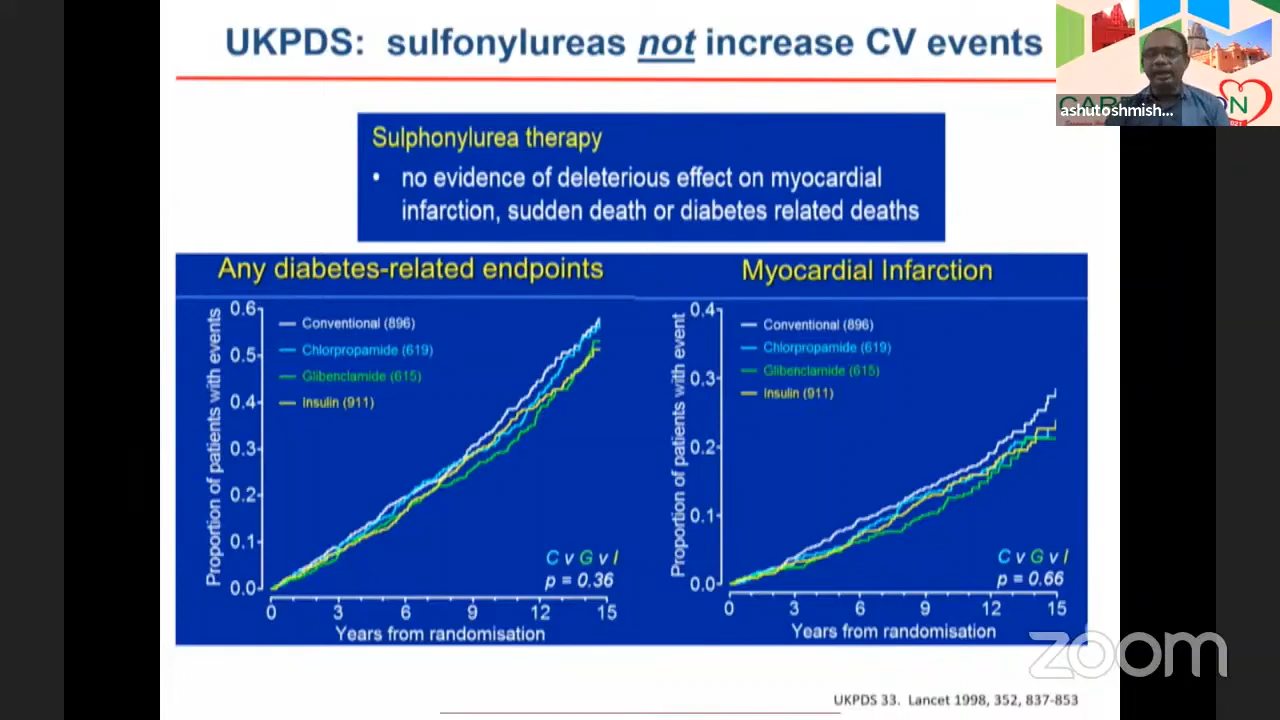 UKPDS: sulfonylureas not increase CV events
ashutoshmish...
Sulphonylurea therapy
• no evidence of deleterious effect on myocardial
infarction, sudden death or diabetes related deaths
Any diabetes-related endpoints
Proportion of patients with events
0.6
0.5
0.4
0.3
0.2
0.1
0.0
Conventional (896)
Chlorpropamide (619)
Glibenclamide (615)
Insulin (911)
C v G v I
p = 0.36
0 3 6 9 12 15
Years from randomisation
Myocardial Infarction
Proportion of patients with event
0.4
0.3
0.2
0.1
0.0
Conventional (896)
Chlorpropamide (619)
Glibenclamide (615)
Insulin (911)
C v G v I
p = 0.66
0 3 6 9 12 15
Years from randomisation
zoom
UKPDS 33. Lancet 1998, 352, 837-853